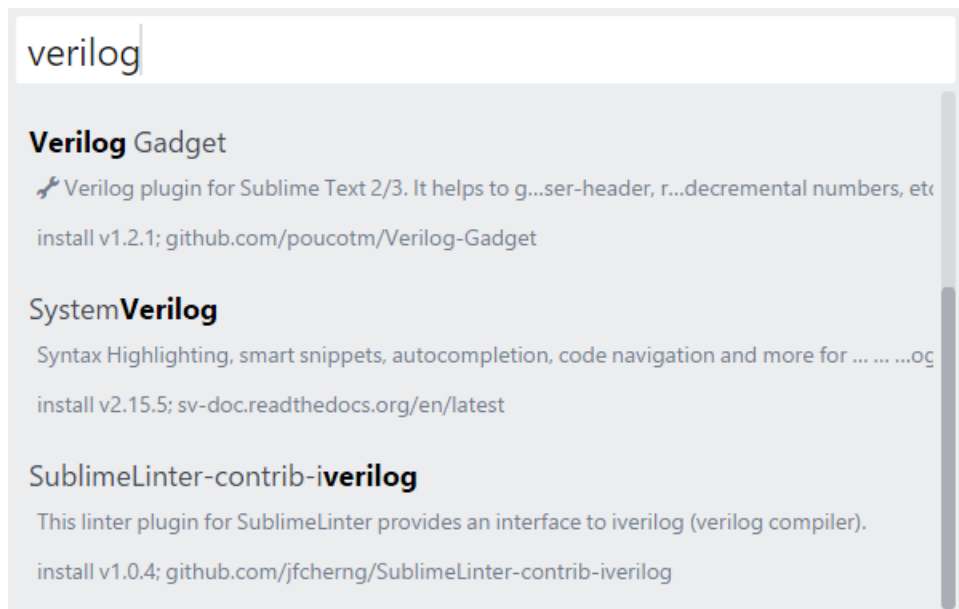 verilog
Verilog Gadget
Verilog plugin for Sublime Text 2/3. It helps to g...ser-header, r...decremental numbers, etc
install v1.2.1; github.com/poucotm/Verilog-Gadget
SystemVerilog
Syntax Highlighting, smart snippets, autocompletion, code navigation and more for ... ... ...og
install v2.15.5; sv-doc.readthedocs.org/en/latest
SublimeLinter-contrib-iverilog
This linter plugin for SublimeLinter provides an interface to iverilog (verilog compiler).
install v1.0.4; github.com/jfcherng/SublimeLinter-contrib-iverilog